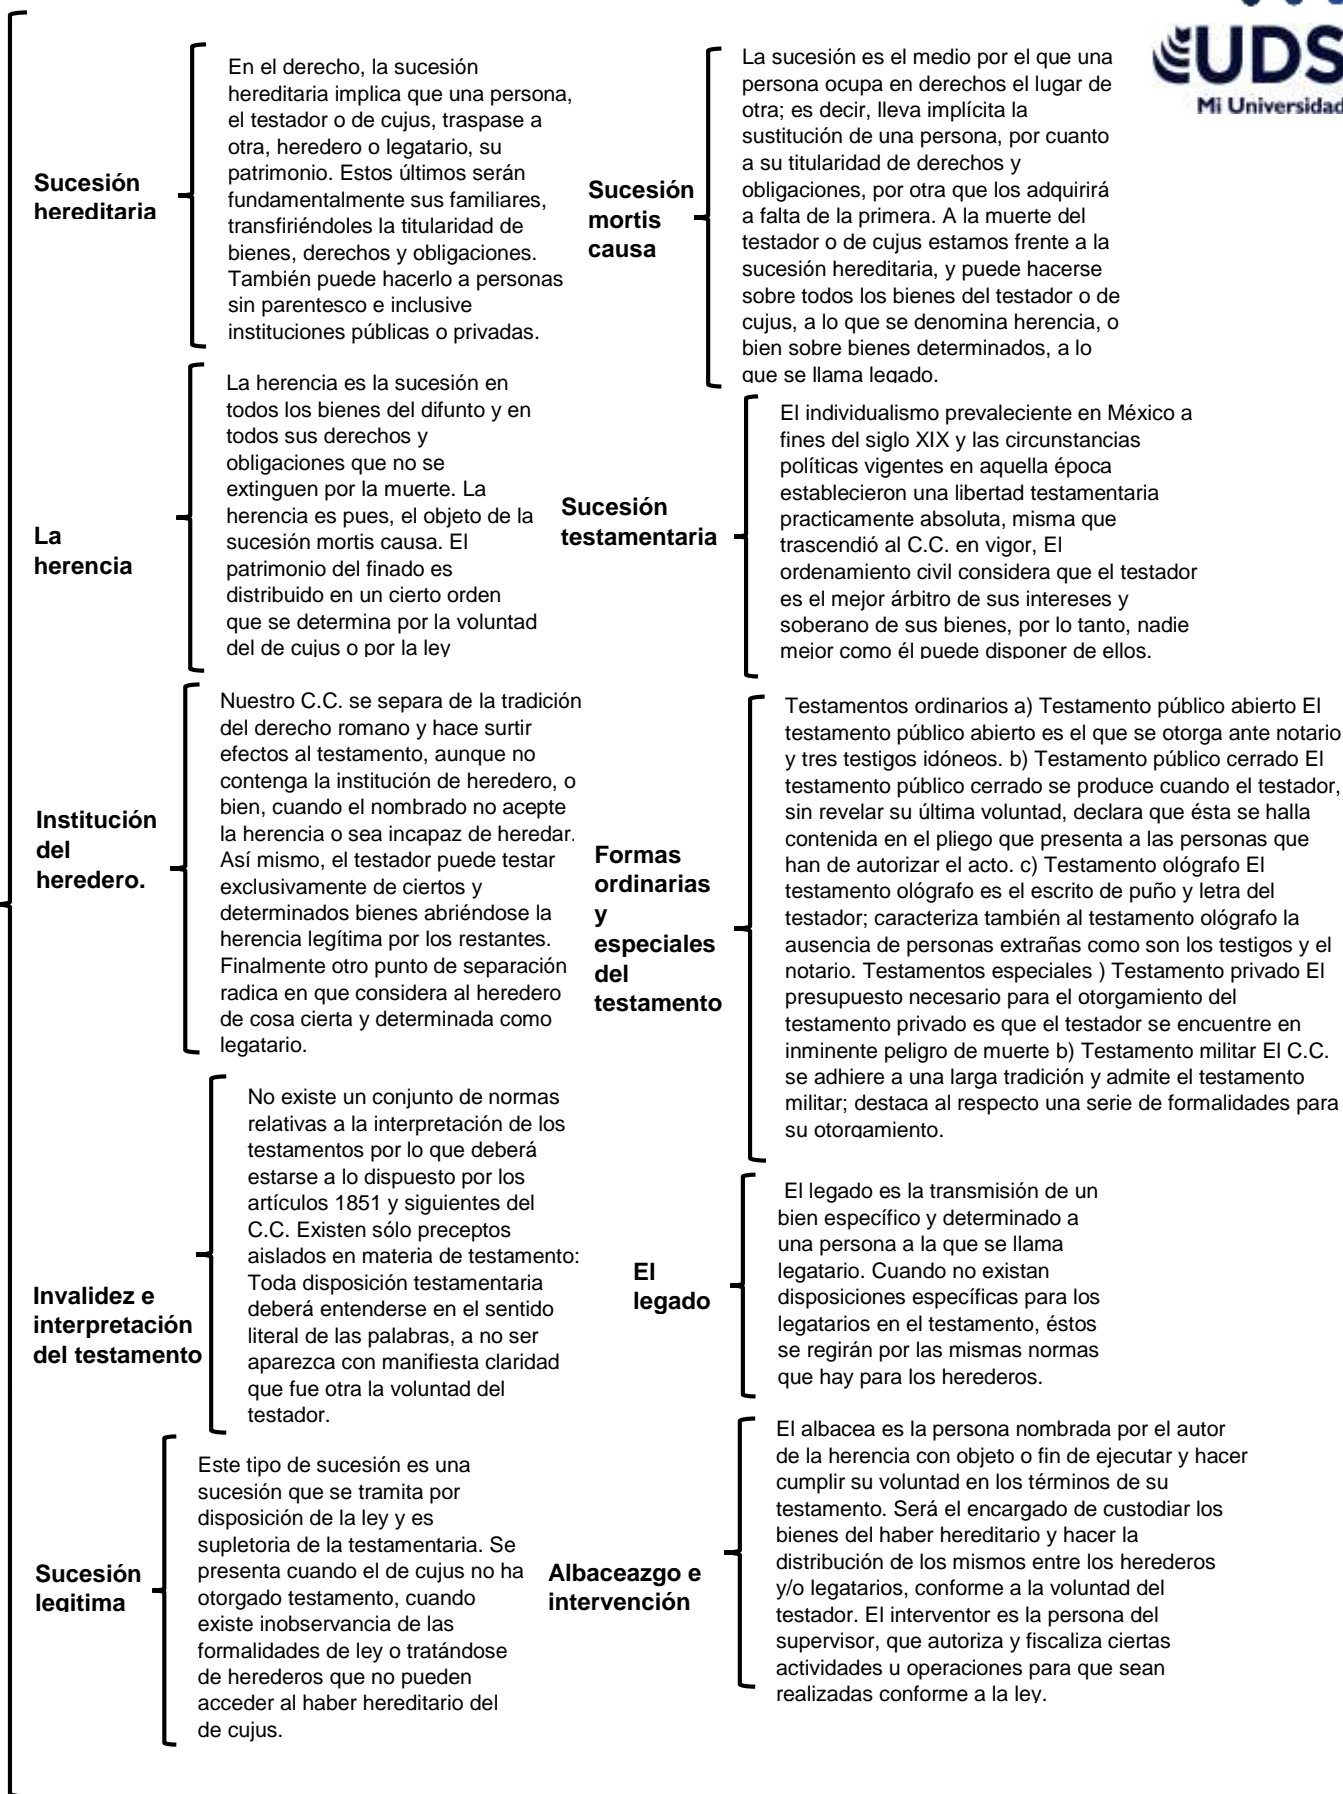 UDS
Mi Universidad
Sucesión
hereditaria
En el derecho, la sucesión
hereditaria implica que una persona,
el testador o de cujus, traspase a
otra, heredero o legatario, su
patrimonio. Estos últimos serán
fundamentalmente sus familiares,
transfiriéndoles la titularidad de
bienes, derechos y obligaciones.
También puede hacerlo a personas
sin parentesco e inclusive
instituciones públicas o privadas.
Sucesión
mortis
causa
La sucesión es el medio por el que una
persona ocupa en derechos el lugar de
otra; es decir, lleva implícita la
sustitución de una persona, por cuanto
a su titularidad de derechos y
obligaciones, por otra que los adquirirá
a falta de la primera. A la muerte del
testador o de cujus estamos frente a la
sucesión hereditaria, y puede hacerse
sobre todos los bienes del testador o de
cujus, a lo que se denomina herencia, o
bien sobre bienes determinados, a lo
que se llama legado.
La
herencia
La herencia es la sucesión en
todos los bienes del difunto y en
todos sus derechos y
obligaciones que no se
extinguen por la muerte. La
herencia es pues, el objeto de la
sucesión mortis causa. El
patrimonio del finado es
distribuido en un cierto orden
que se determina por la voluntad
del de cujus o por la ley
Sucesión
testamentaria
El individualismo prevaleciente en México a
fines del siglo XIX y las circunstancias
políticas vigentes en aquella época
establecieron una libertad testamentaria
practicamente absoluta, misma que
trascendió al C.C. en vigor, El
ordenamiento civil considera que el testador
es el mejor árbitro de sus intereses y
soberano de sus bienes, por lo tanto, nadie
mejor como él puede disponer de ellos.
Institución
del
heredero.
Nuestro C.C. se separa de la tradición
del derecho romano y hace surtir
efectos al testamento, aunque no
contenga la institución de heredero, o
bien, cuando el nombrado no acepte
la herencia o sea incapaz de heredar.
Así mismo, el testador puede testar
exclusivamente de ciertos y
determinados bienes abriéndose la
herencia legítima por los restantes.
Finalmente otro punto de separación
radica en que considera al heredero
de cosa cierta y determinada como
legatario.
Formas
ordinarias
y
especiales
del
testamento
Testamentos ordinarios a) Testamento público abierto El
testamento público abierto es el que se otorga ante notario
y tres testigos idóneos. b) Testamento público cerrado El
testamento público cerrado se produce cuando el testador,
sin revelar su última voluntad, declara que ésta se halla
contenida en el pliego que presenta a las personas que
han de autorizar el acto. c) Testamento ológrafo El
testamento ológrafo es el escrito de puño y letra del
testador; caracteriza también al testamento ológrafo la
ausencia de personas extrañas como son los testigos y el
notario. Testamentos especiales ) Testamento privado El
presupuesto necesario para el otorgamiento del
testamento privado es que el testador se encuentre en
inminente peligro de muerte b) Testamento militar El C.C.
se adhiere a una larga tradición y admite el testamento
militar; destaca al respecto una serie de formalidades para
su otorgamiento.
Invalidez e
interpretación
del testamento
No existe un conjunto de normas
relativas a la interpretación de los
testamentos por lo que deberá
estarse a lo dispuesto por los
artículos 1851 y siguientes del
C.C. Existen sólo preceptos
aislados en materia de testamento:
Toda disposición testamentaria
deberá entenderse en el sentido
literal de las palabras, a no ser
aparezca con manifiesta claridad
que fue otra la voluntad del
testador.
El
legado
El legado es la transmisión de un
bien específico y determinado a
una persona a la que se llama
legatario. Cuando no existan
disposiciones específicas para los
legatarios en el testamento, éstos
se regirán por las mismas normas
que hay para los herederos.
Sucesión
legitima
Este tipo de sucesión es una
sucesión que se tramita por
disposición de la ley y es
supletoria de la testamentaria. Se
presenta cuando el de cujus no ha
otorgado testamento, cuando
existe inobservancia de las
formalidades de ley o tratándose
de herederos que no pueden
acceder al haber hereditario del
de cujus.
Albaceazgo e
intervención
El albacea es la persona nombrada por el autor
de la herencia con objeto o fin de ejecutar y hacer
cumplir su voluntad en los términos de su
testamento. Será el encargado de custodiar los
bienes del haber hereditario y hacer la
distribución de los mismos entre los herederos
y/o legatarios, conforme a la voluntad del
testador. El interventor es la persona del
supervisor, que autoriza y fiscaliza ciertas
actividades u operaciones para que sean
realizadas conforme a la ley.